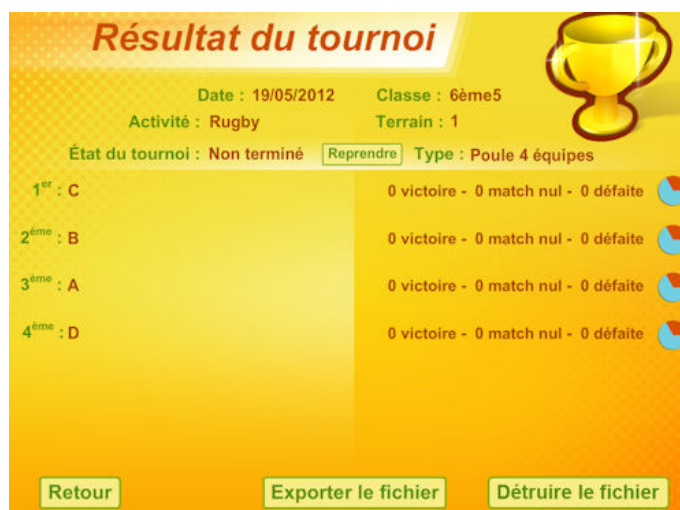 Résultat du tournoi
Date : 19/05/2012 Classe : 6ème5
Activité : Rugby Terrain : 1
État du tournoi : Non terminé Reprendre Type : Poule 4 équipes
1er : C 0 victoire - 0 match nul - 0 défaite
2ème : B 0 victoire - 0 match nul - 0 défaite
3ème : A 0 victoire - 0 match nul - 0 défaite
4ème : D 0 victoire - 0 match nul - 0 défaite
Retour Exporter le fichier Détruire le fichier